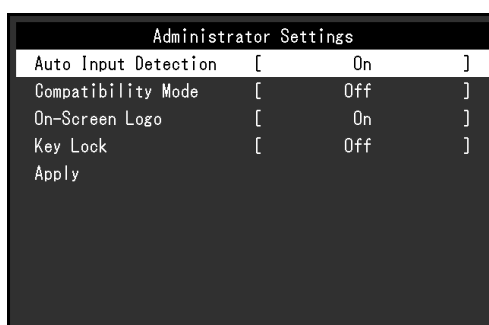 Administrator Settings
Auto Input Detection [ On ]
Compatibility Mode [ Off ]
On-Screen Logo [ On ]
Key Lock [ Off ]
Apply